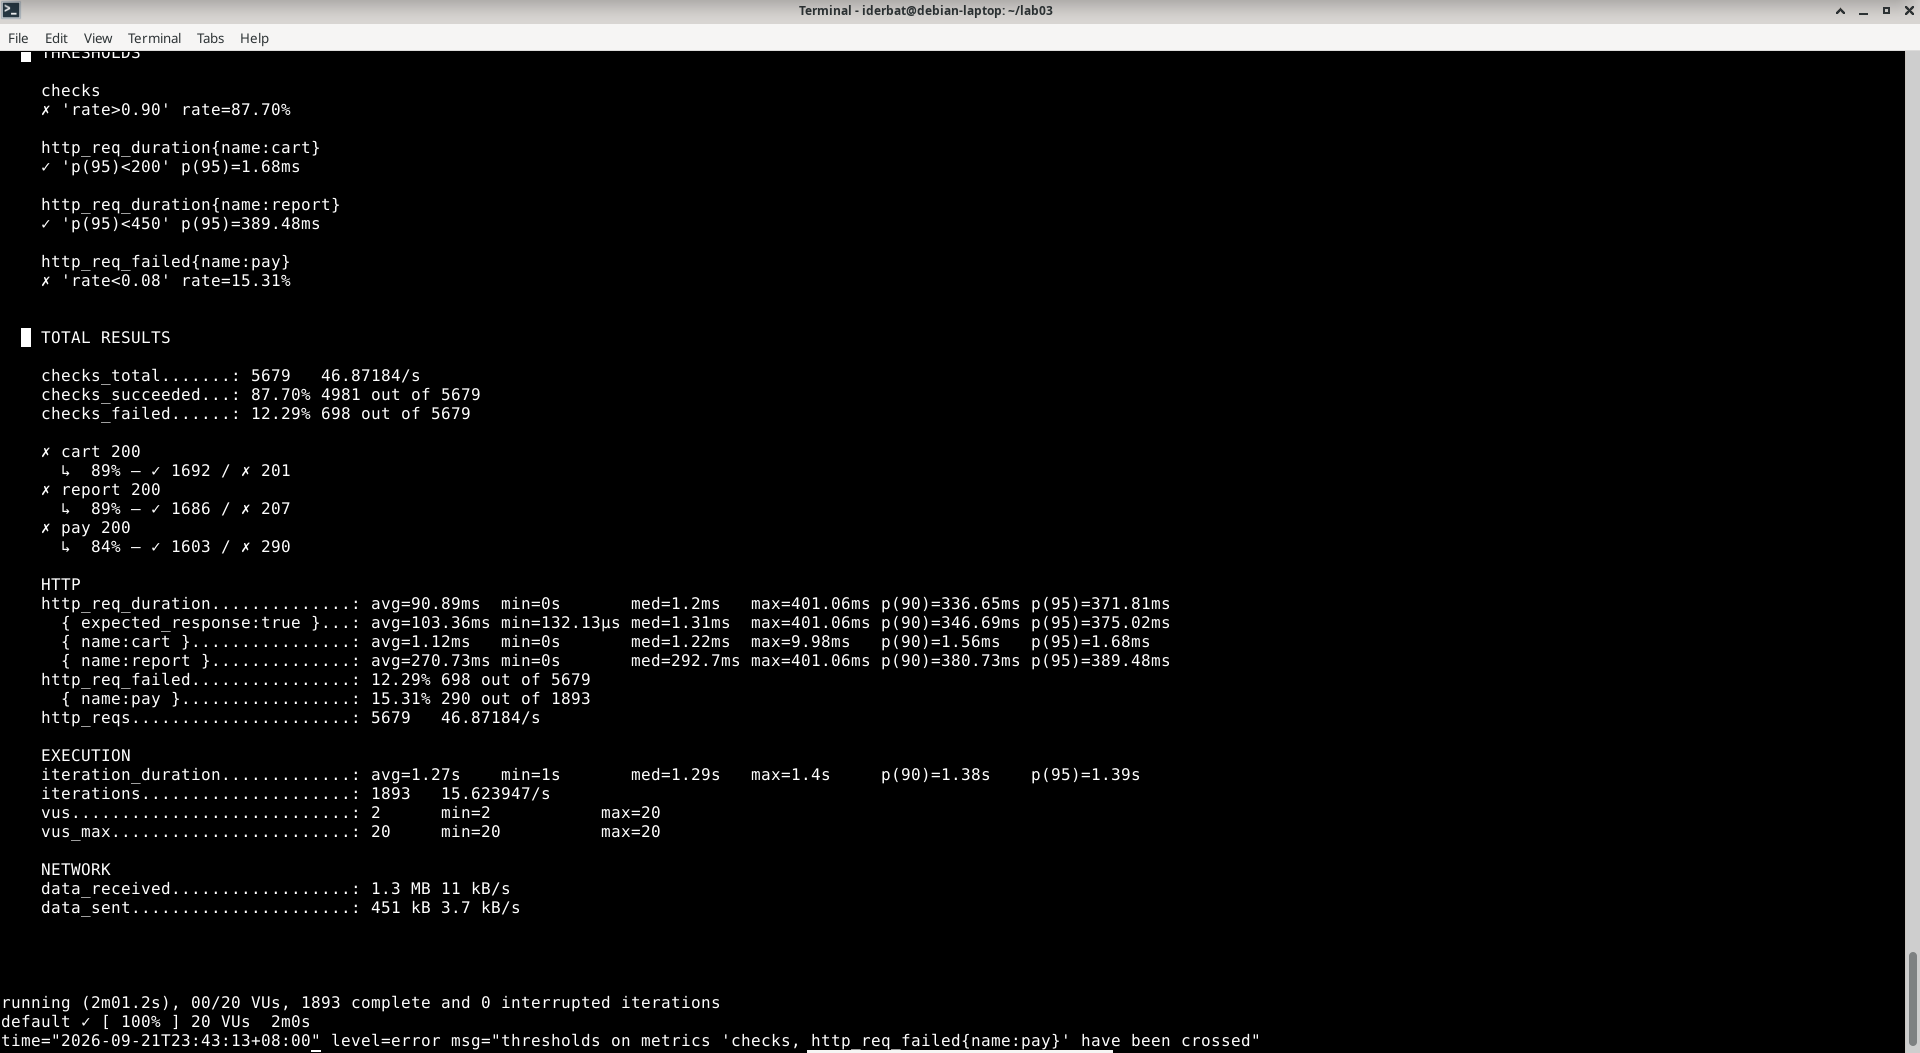 Terminal - iderbat@debian-laptop: ~/lab03
File Edit View Terminal Tabs Help
THRESHOLDS
checks
✗ 'rate>0.90' rate=87.70%
http_req_duration{name:cart}
✓ 'p(95)<200' p(95)=1.68ms
http_req_duration{name:report}
✓ 'p(95)<450' p(95)=389.48ms
http_req_failed{name:pay}
✗ 'rate<0.08' rate=15.31%
TOTAL RESULTS
checks_total.......: 5679 46.87184/s
checks_succeeded...: 87.70% 4981 out of 5679
checks_failed......: 12.29% 698 out of 5679
✗ cart 200
↳ 89% — ✓ 1692 / ✗ 201
✗ report 200
↳ 89% — ✓ 1686 / ✗ 207
✗ pay 200
↳ 84% — ✓ 1603 / ✗ 290
HTTP
http_req_duration..............: avg=90.89ms min=0s med=1.2ms max=401.06ms p(90)=336.65ms p(95)=371.81ms
{ expected_response:true }...: avg=103.36ms min=132.13µs med=1.31ms max=401.06ms p(90)=346.69ms p(95)=375.02ms
{ name:cart }................: avg=1.12ms min=0s med=1.22ms max=9.98ms p(90)=1.56ms p(95)=1.68ms
{ name:report }..............: avg=270.73ms min=0s med=292.7ms max=401.06ms p(90)=380.73ms p(95)=389.48ms
http_req_failed................: 12.29% 698 out of 5679
{ name:pay }.................: 15.31% 290 out of 1893
http_reqs......................: 5679 46.87184/s
EXECUTION
iteration_duration.............: avg=1.27s min=1s med=1.29s max=1.4s p(90)=1.38s p(95)=1.39s
iterations.....................: 1893 15.623947/s
vus............................: 2 min=2 max=20
vus_max........................: 20 min=20 max=20
NETWORK
data_received..................: 1.3 MB 11 kB/s
data_sent......................: 451 kB 3.7 kB/s
running (2m01.2s), 00/20 VUs, 1893 complete and 0 interrupted iterations
default ✓ [ 100% ] 20 VUs 2m0s
time="2026-09-21T23:43:13+08:00" level=error msg="thresholds on metrics 'checks, http_req_failed{name:pay}' have been crossed"